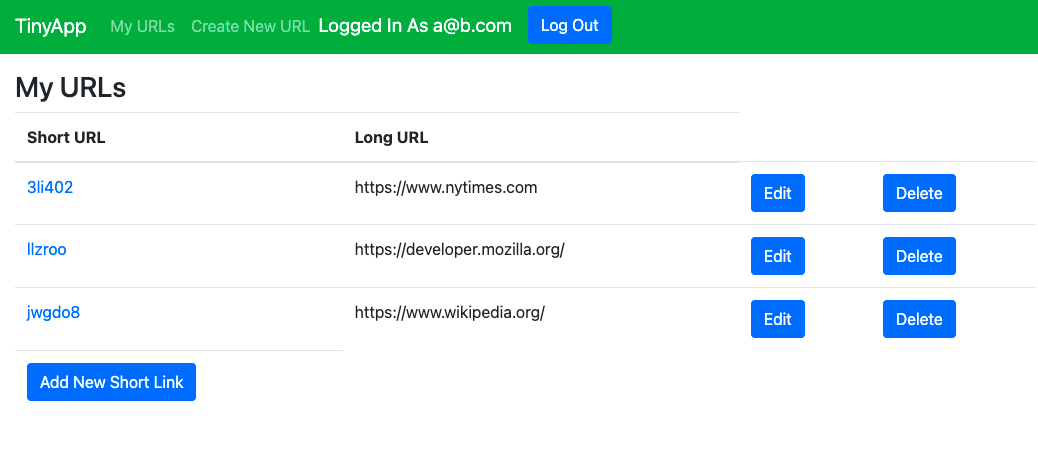 TinyApp My URLs Create New URL Logged In As a@b.com Log Out
My URLs
Short URL Long URL
3li402 https://www.nytimes.com Edit Delete
llzroo https://developer.mozilla.org/ Edit Delete
jwgdo8 https://www.wikipedia.org/ Edit Delete
Add New Short Link